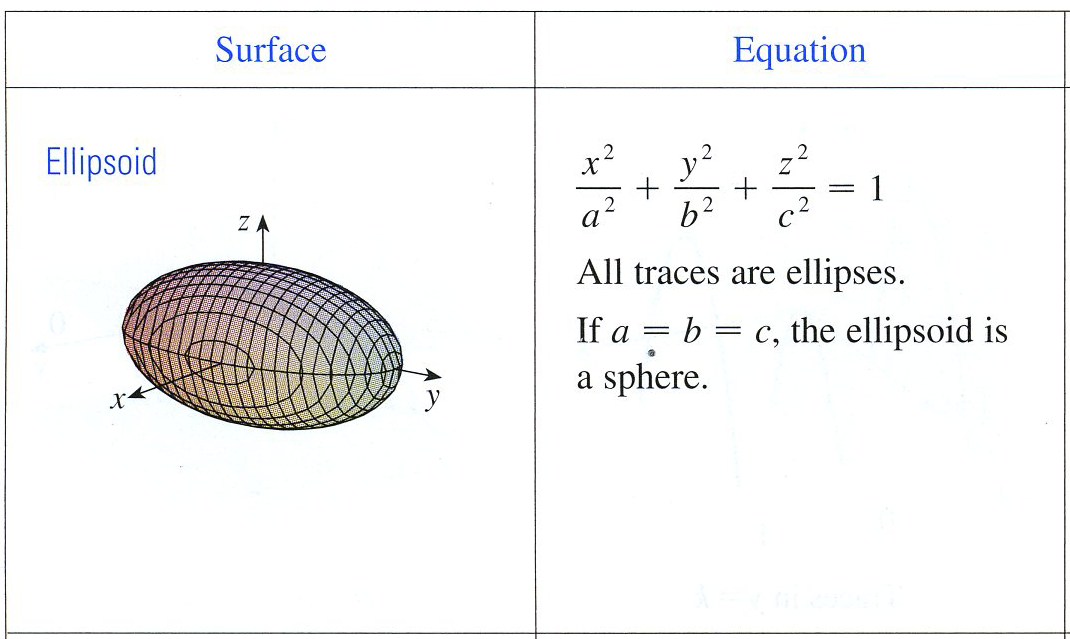 Surface
Equation
Ellipsoid
z
x
y
x²/a² + y²/b² + z²/c² = 1
All traces are ellipses.
If a = b = c, the ellipsoid is
a sphere.